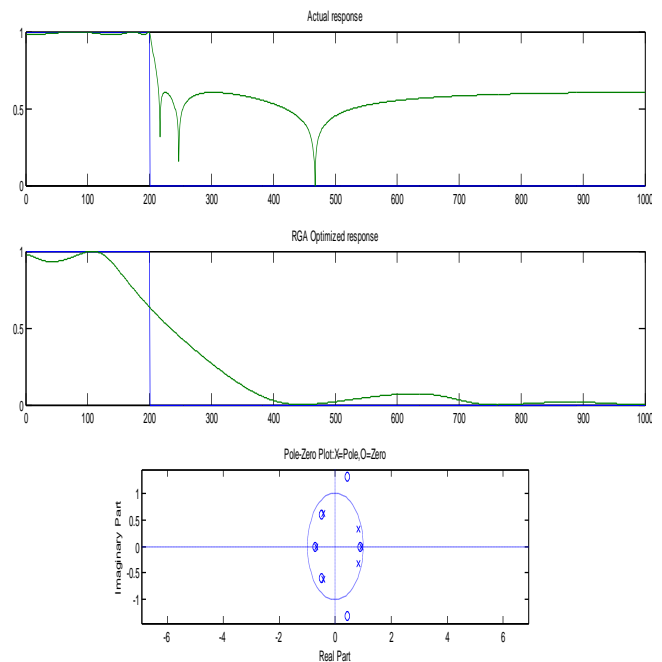 Actual response
1
0.5
0
0 100 200 300 400 500 600 700 800 900 1000
RGA Optimized response
1
0.5
0
0 100 200 300 400 500 600 700 800 900 1000
Pole-Zero Plot:X=Pole,O=Zero
Imaginary Part
1
0.5
0
-0.5
-1
-6 -4 -2 0 2 4 6
Real Part